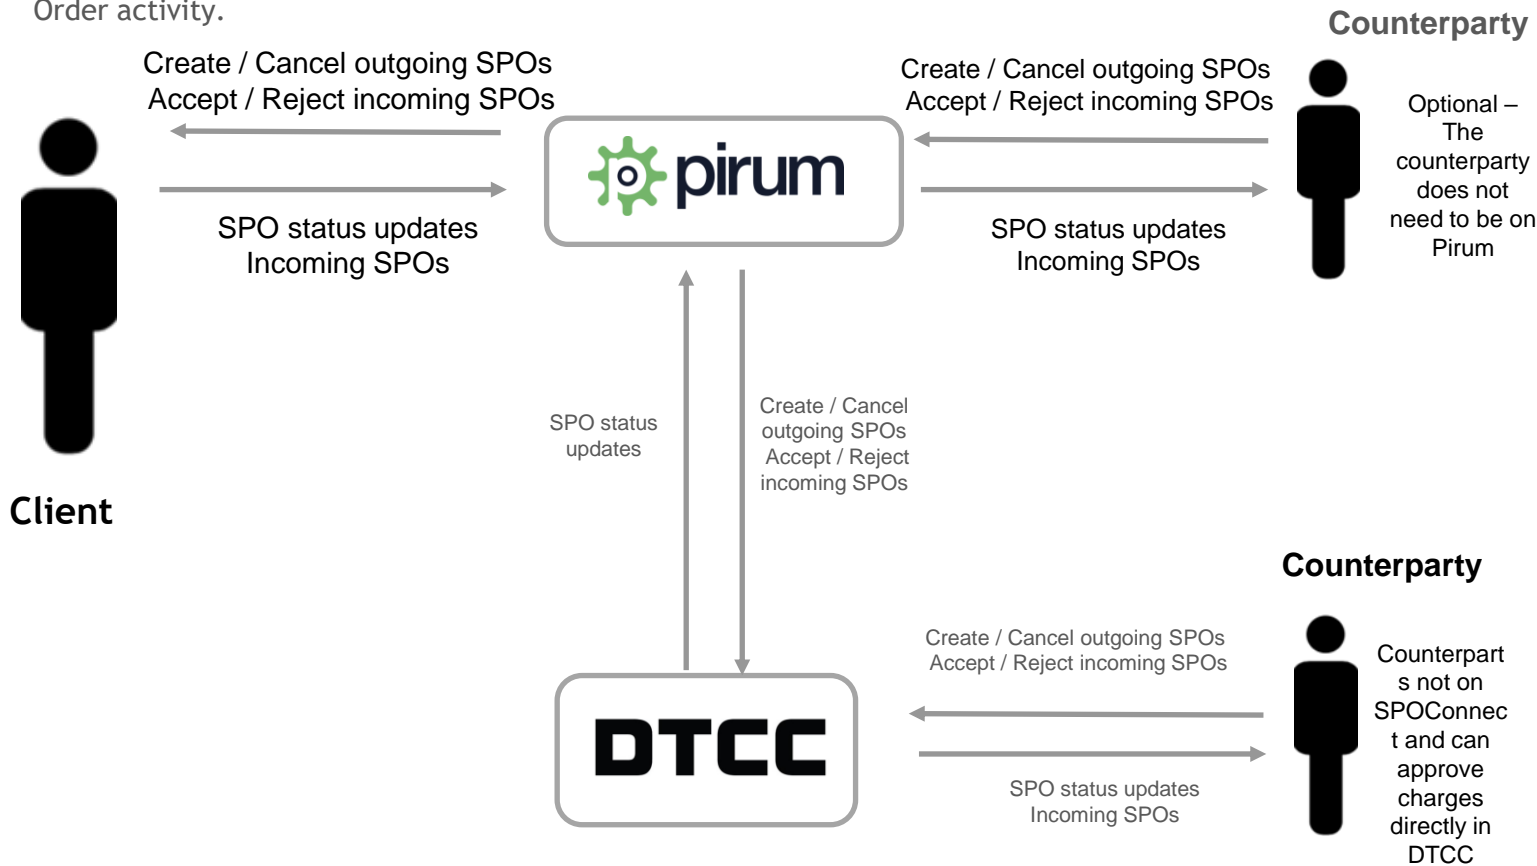 Order activity.
Counterparty
Create / Cancel outgoing SPOs
Accept / Reject incoming SPOs
Create / Cancel outgoing SPOs
Accept / Reject incoming SPOs
Optional –
The
counterparty
does not
need to be on
Pirum
pirum
SPO status updates
Incoming SPOs
SPO status updates
Incoming SPOs
SPO status
updates
Create / Cancel
outgoing SPOs
Accept / Reject
incoming SPOs
Client
Counterparty
Create / Cancel outgoing SPOs
Accept / Reject incoming SPOs
Counterpart
s not on
SPOConnec
t and can
approve
charges
directly in
DTCC
DTCC
SPO status updates
Incoming SPOs